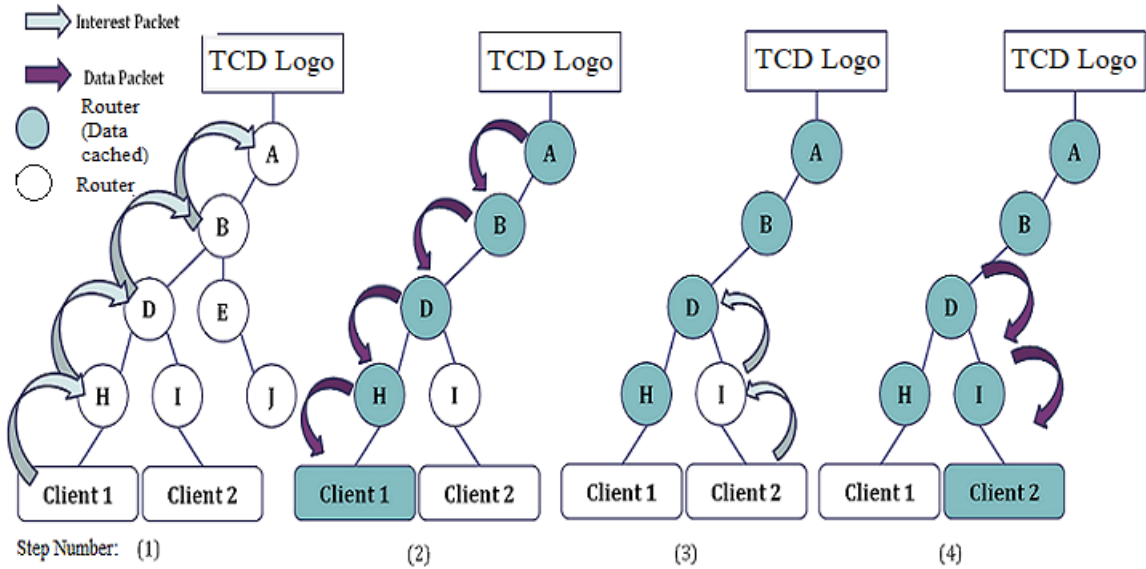 Interest Packet
Data Packet
Router
(Data
cached)
Router
TCD Logo
A
B
D
E
H
I
J
Client 1
Client 2
TCD Logo
A
B
D
H
I
Client 1
Client 2
TCD Logo
A
B
D
H
I
Client 1
Client 2
TCD Logo
A
B
D
H
I
Client 1
Client 2
Step Number: (1) (2) (3) (4)